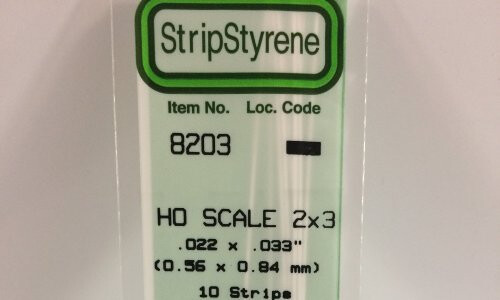 StripStyrene
Item No. Loc. Code
8203
HO SCALE 2x3
.022 x .033"
(0.56 x 0.84 mm)
10 Strips